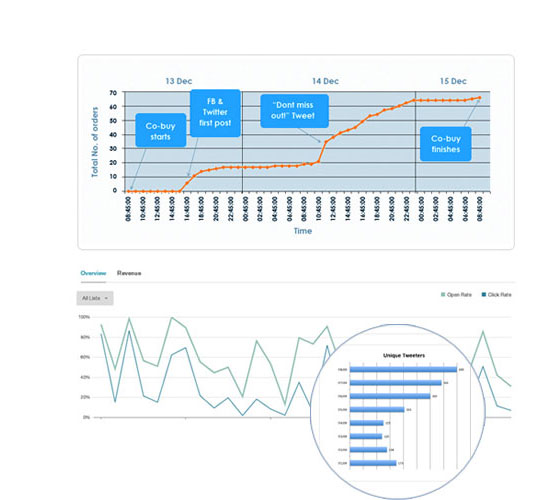 13 Dec
14 Dec
15 Dec
Total No. of orders
70
60
50
40
30
20
10
0
Co-buy
starts
FB &
Twitter
first post
"Dont miss
out!" Tweet
Co-buy
finishes
08:45:00
10:45:00
12:45:00
14:45:00
16:45:00
18:45:00
20:45:00
22:45:00
00:45:00
02:45:00
04:45:00
06:45:00
08:45:00
10:45:00
12:45:00
14:45:00
16:45:00
18:45:00
20:45:00
22:45:00
00:45:00
02:45:00
04:45:00
06:45:00
08:45:00
Time
Overview Revenue
All Lists
Open Rate Click Rate
100%
80%
60%
40%
20%
0%
Unique Tweeters